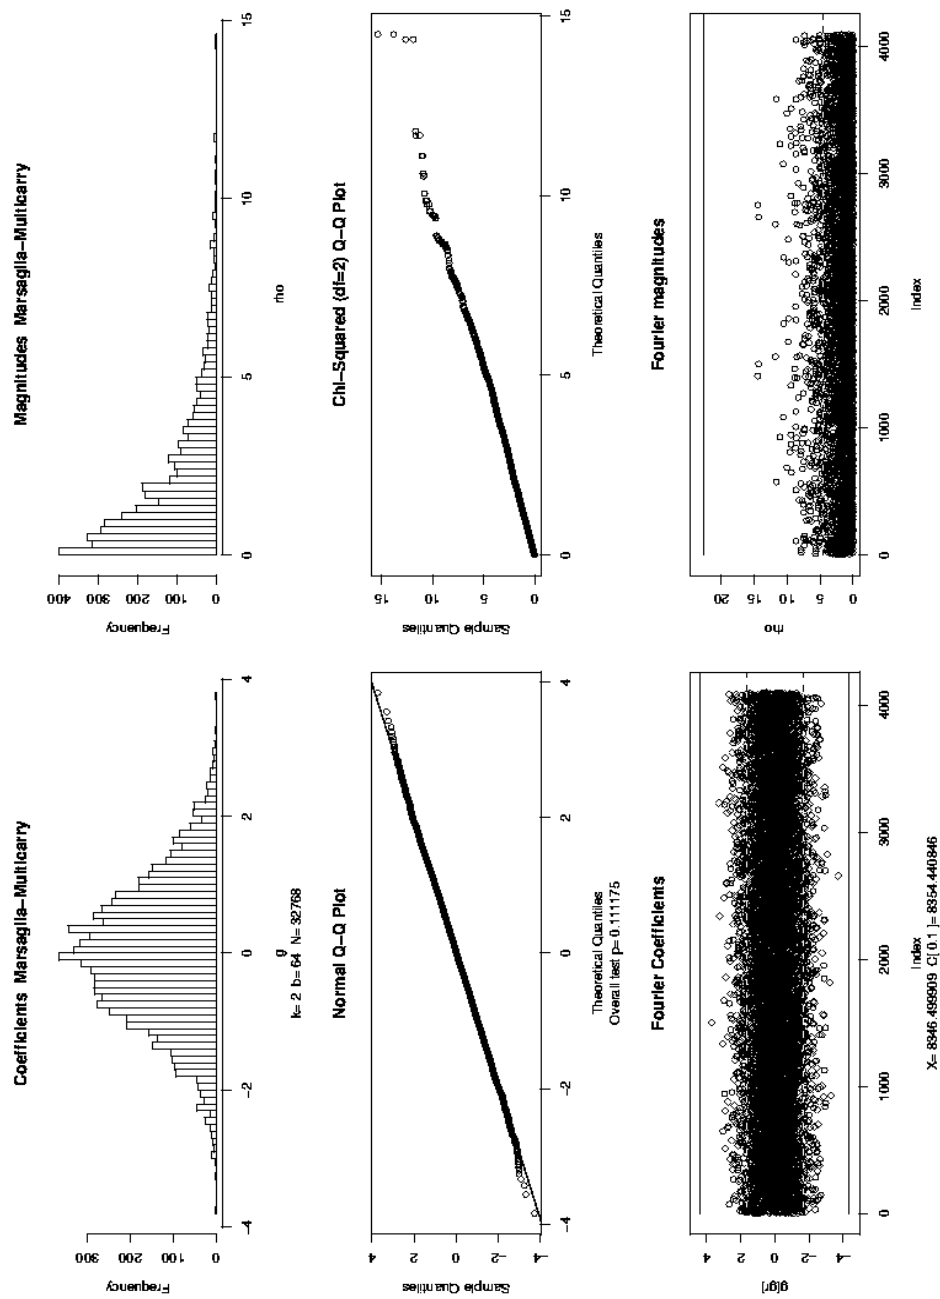 Coefficients Marsaglia-Multicarry
Frequency
0 100 200 300
-4 -2 0 2 4
g
k= 2 b= 64 N= 32768
Magnitudes Marsaglia-Multicarry
Frequency
0 100 200 300 400
0 5 10 15
rho
Normal Q-Q Plot
Sample Quantiles
-4 -2 0 2 4
-4 -2 0 2 4
Theoretical Quantiles
Overall test p= 0.111175
Chi-Squared (df=2) Q-Q Plot
Sample Quantiles
0 5 10 15
0 5 10 15
Theoretical Quantiles
Fourier Coefficients
g[gr]
-4 -2 0 2 4
0 1000 2000 3000 4000
Index
X= 8346.499909 C[ 0.1 ]= 8354.440846
Fourier magnitudes
rho
0 5 10 15 20
0 1000 2000 3000 4000
Index